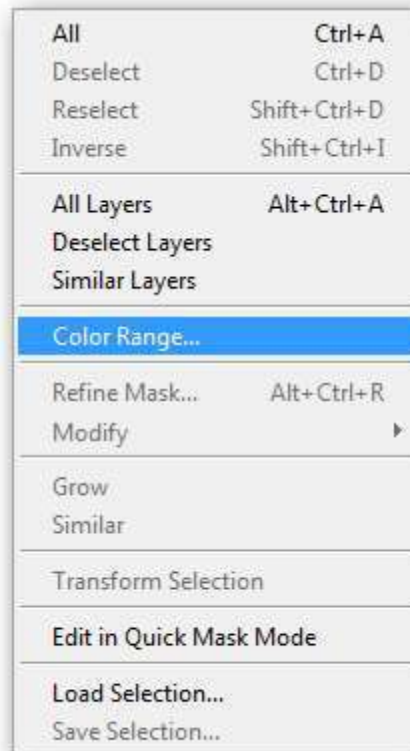 All Ctrl+A
Deselect Ctrl+D
Reselect Shift+Ctrl+D
Inverse Shift+Ctrl+I
All Layers Alt+Ctrl+A
Deselect Layers
Similar Layers
Color Range...
Refine Mask... Alt+Ctrl+R
Modify
Grow
Similar
Transform Selection
Edit in Quick Mask Mode
Load Selection...
Save Selection...